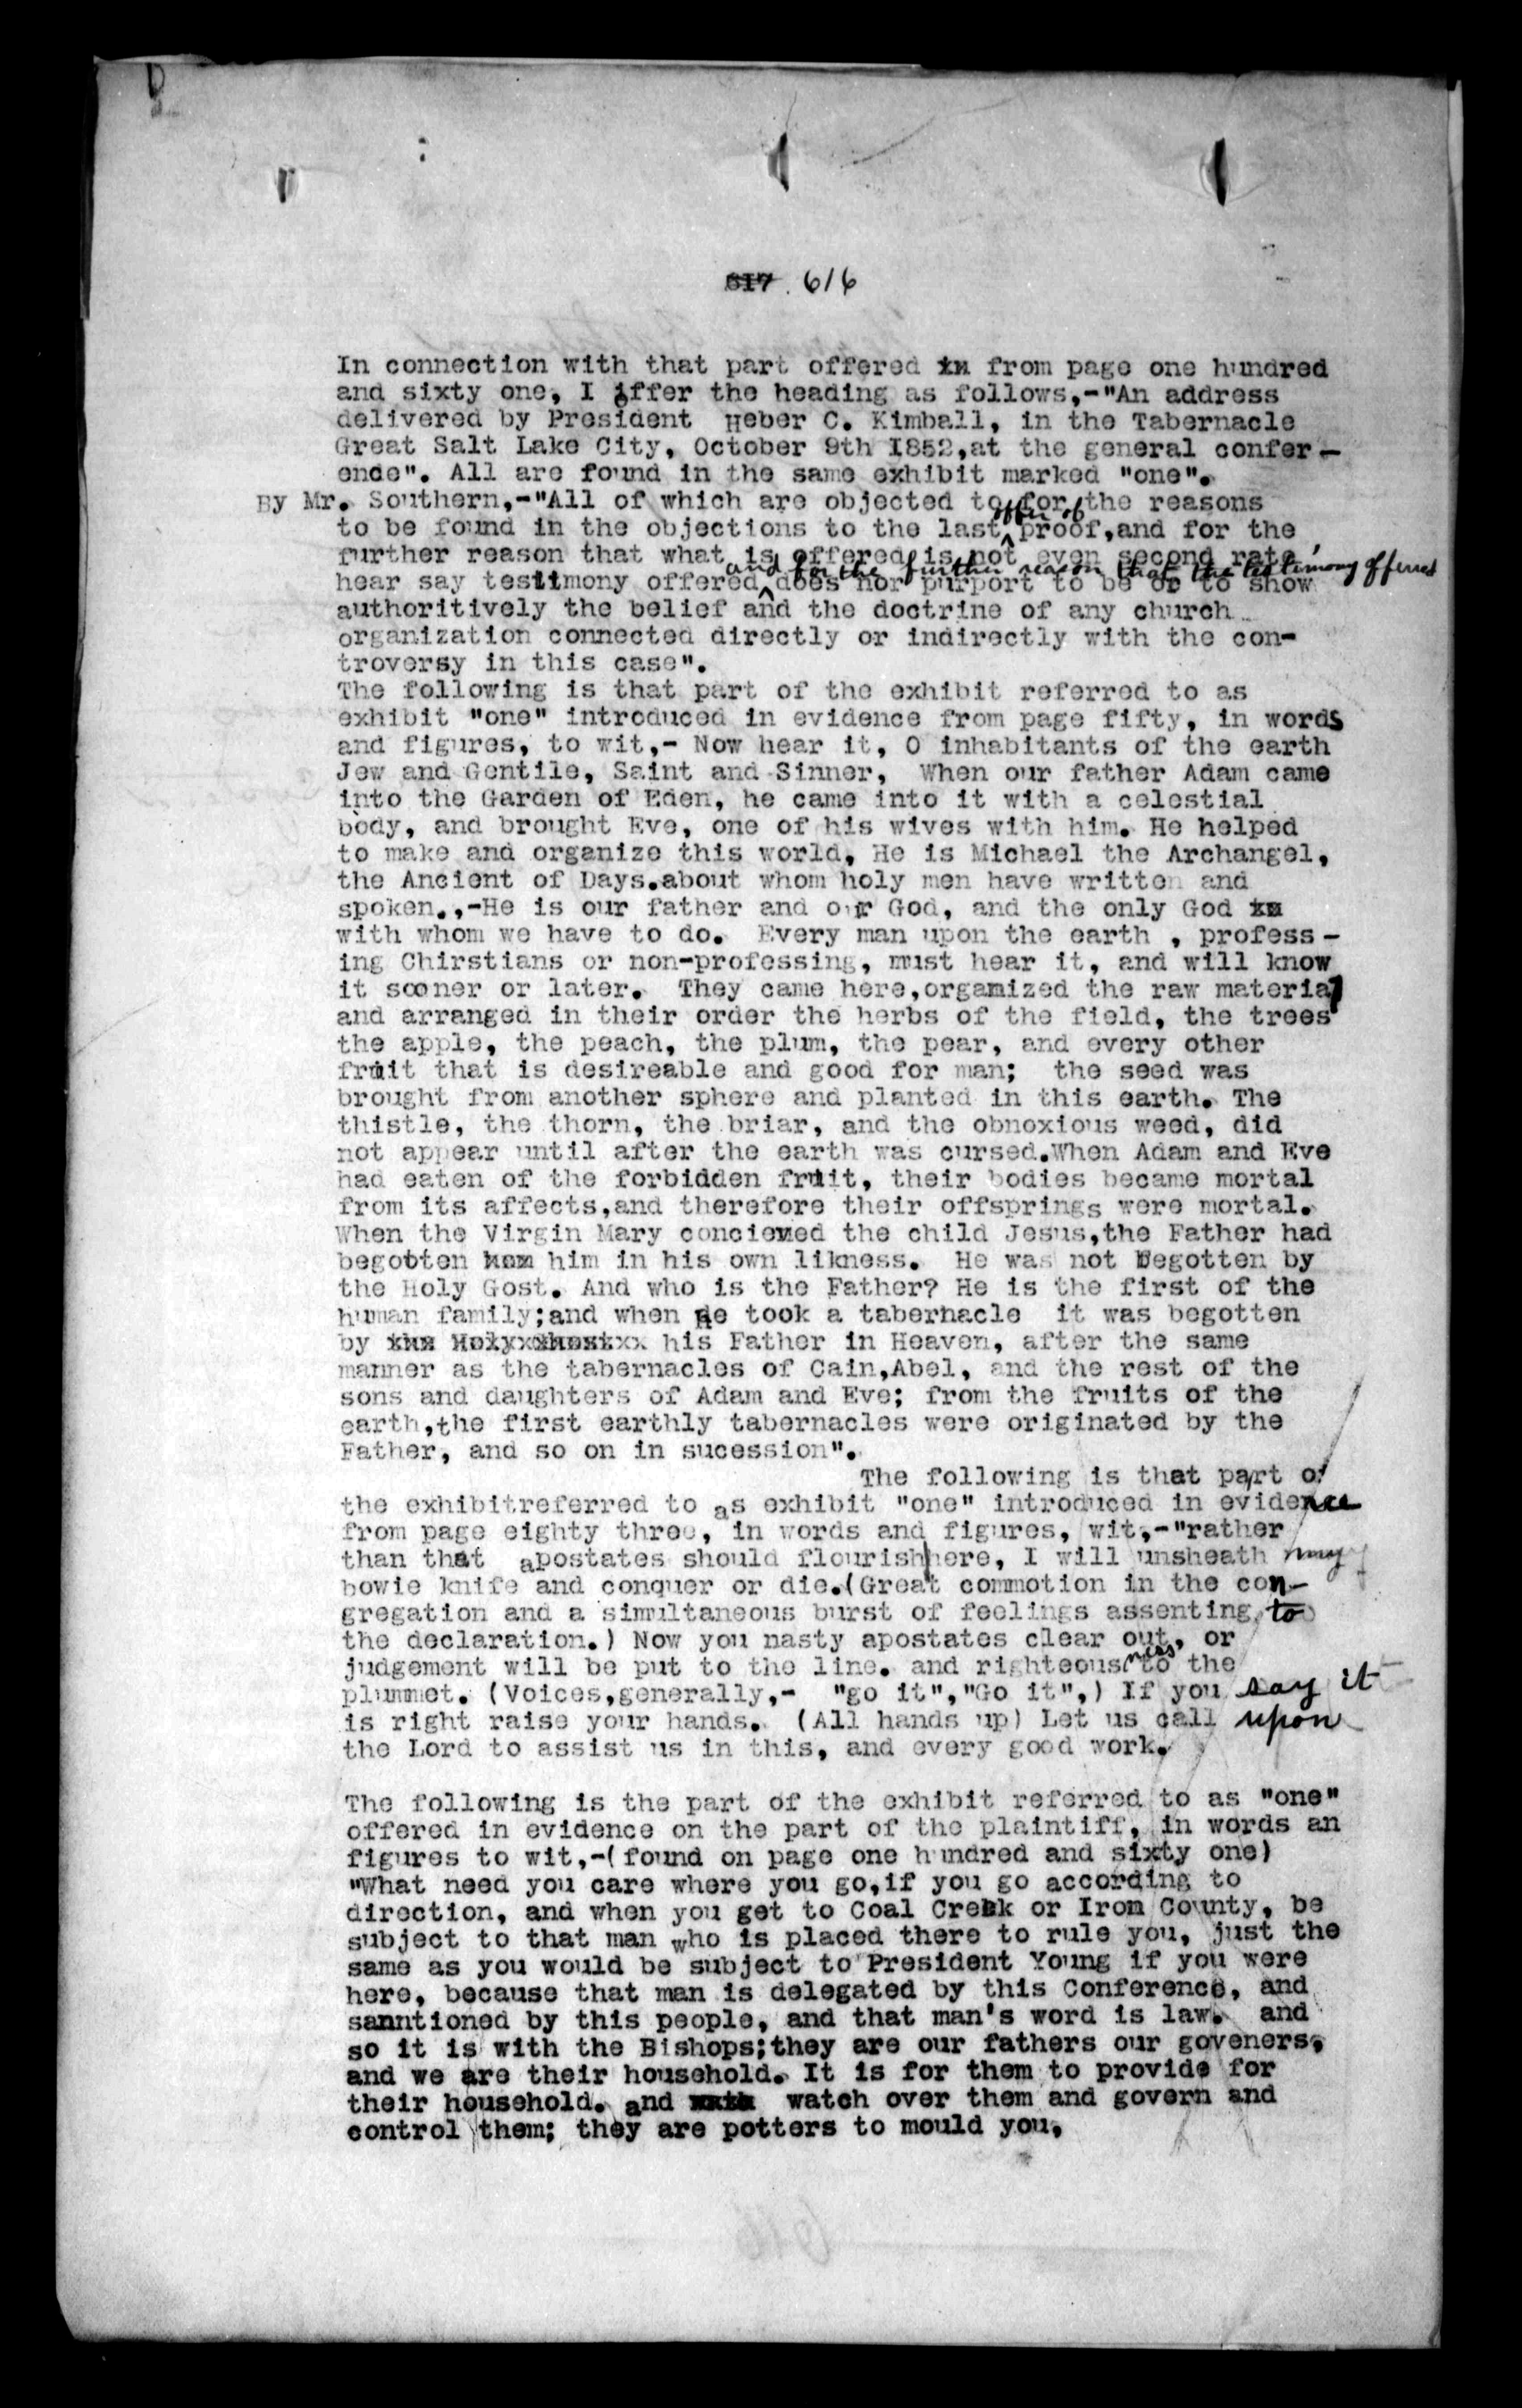 617. 616
In connection with that part offered in from page one hundred
and sixty one, I offer the heading as follows,-"An address
delivered by President Heber C. Kimball, in the Tabernacle
Great Salt Lake City, October 9th 1852,at the general confer-
ence". All are found in the same exhibit marked "one".
By Mr. Southern,-"All of which are objected to for the reasons
offer of
to be found in the objections to the last proof,and for the
further reason that what is offered is not even second rate
and for the further reason that the testimony offered
hear say testimony offered does nor purport to be or to show
authoritively the belief and the doctrine of any church
organization connected directly or indirectly with the con-
troversy in this case".
The following is that part of the exhibit referred to as
exhibit "one" introduced in evidence from page fifty, in words
and figures, to wit,- Now hear it, O inhabitants of the earth
Jew and Gentile, Saint and Sinner, When our father Adam came
into the Garden of Eden, he came into it with a celestial
body, and brought Eve, one of his wives with him. He helped
to make and organize this world, He is Michael the Archangel,
the Ancient of Days.about whom holy men have written and
spoken.,-He is our father and our God, and the only God
with whom we have to do. Every man upon the earth , profess-
ing Chirstians or non-professing, must hear it, and will know
it sooner or later. They came here,organized the raw material
and arranged in their order the herbs of the field, the trees
the apple, the peach, the plum, the pear, and every other
fruit that is desireable and good for man; the seed was
brought from another sphere and planted in this earth. The
thistle, the thorn, the briar, and the obnoxious weed, did
not appear until after the earth was cursed.When Adam and Eve
had eaten of the forbidden fruit, their bodies became mortal
from its affects,and therefore their offsprings were mortal.
When the Virgin Mary concieved the child Jesus,the Father had
begotten him in his own likness. He was not begotten by
the Holy Gost. And who is the Father? He is the first of the
human family;and when he took a tabernacle it was begotten
by the Holy Ghost his Father in Heaven, after the same
manner as the tabernacles of Cain,Abel, and the rest of the
sons and daughters of Adam and Eve; from the fruits of the
earth,the first earthly tabernacles were originated by the
Father, and so on in sucession".
The following is that part of
the exhibitreferred to as exhibit "one" introduced in evidence
from page eighty three, in words and figures, wit,-"rather
than that apostates should flourish here, I will unsheath my
bowie knife and conquer or die.(Great commotion in the con-
gregation and a simultaneous burst of feelings assenting to
the declaration.) Now you nasty apostates clear out, or
judgement will be put to the line. and righteousness to the
plummet. (Voices,generally,- "go it","Go it",) If you say it
is right raise your hands. (All hands up) Let us call upon
the Lord to assist us in this, and every good work.
The following is the part of the exhibit referred to as "one"
offered in evidence on the part of the plaintiff, in words an
figures to wit,-(found on page one hundred and sixty one)
"What need you care where you go,if you go according to
direction, and when you get to Coal Creek or Iron County, be
subject to that man who is placed there to rule you, just the
same as you would be subject to President Young if you were
here, because that man is delegated by this Conference, and
sanntioned by this people, and that man's word is law. and
so it is with the Bishops;they are our fathers our goveners,
and we are their household. It is for them to provide for
their household. and watch over them and govern and
control them; they are potters to mould you,